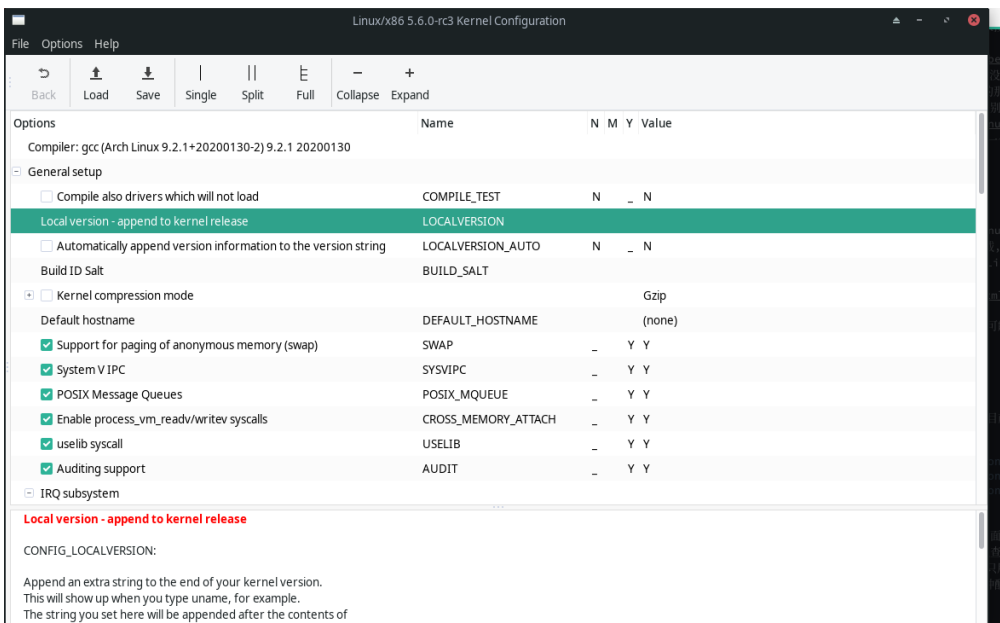 Linux/x86 5.6.0-rc3 Kernel Configuration
File Options Help
Back Load Save Single Split Full Collapse Expand
Options Name N M Y Value
Compiler: gcc (Arch Linux 9.2.1+20200130-2) 9.2.1 20200130
General setup
Compile also drivers which will not load COMPILE_TEST N _ N
Local version - append to kernel release LOCALVERSION
Automatically append version information to the version string LOCALVERSION_AUTO N _ N
Build ID Salt BUILD_SALT
Kernel compression mode Gzip
Default hostname DEFAULT_HOSTNAME (none)
Support for paging of anonymous memory (swap) SWAP _ Y Y
System V IPC SYSVIPC _ Y Y
POSIX Message Queues POSIX_MQUEUE _ Y Y
Enable process_vm_readv/writev syscalls CROSS_MEMORY_ATTACH _ Y Y
uselib syscall USELIB _ Y Y
Auditing support AUDIT _ Y Y
IRQ subsystem
Local version - append to kernel release
CONFIG_LOCALVERSION:
Append an extra string to the end of your kernel version.
This will show up when you type uname, for example.
The string you set here will be appended after the contents of